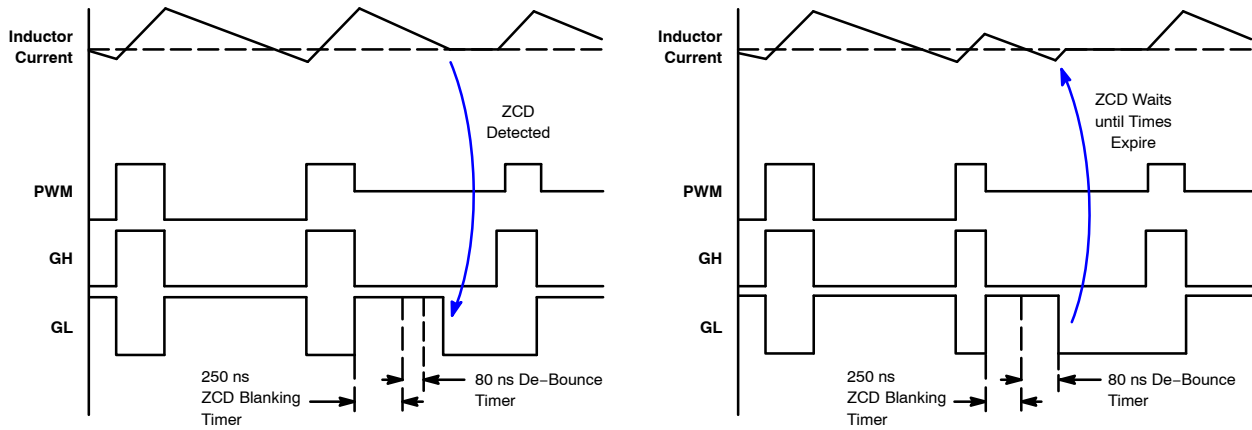 Inductor
Current
ZCD
Detected
PWM
GH
GL
250 ns
ZCD Blanking
Timer
80 ns De−Bounce
Timer
Inductor
Current
ZCD Waits
until Times
Expire
PWM
GH
GL
250 ns
ZCD Blanking
Timer
80 ns De−Bounce
Timer